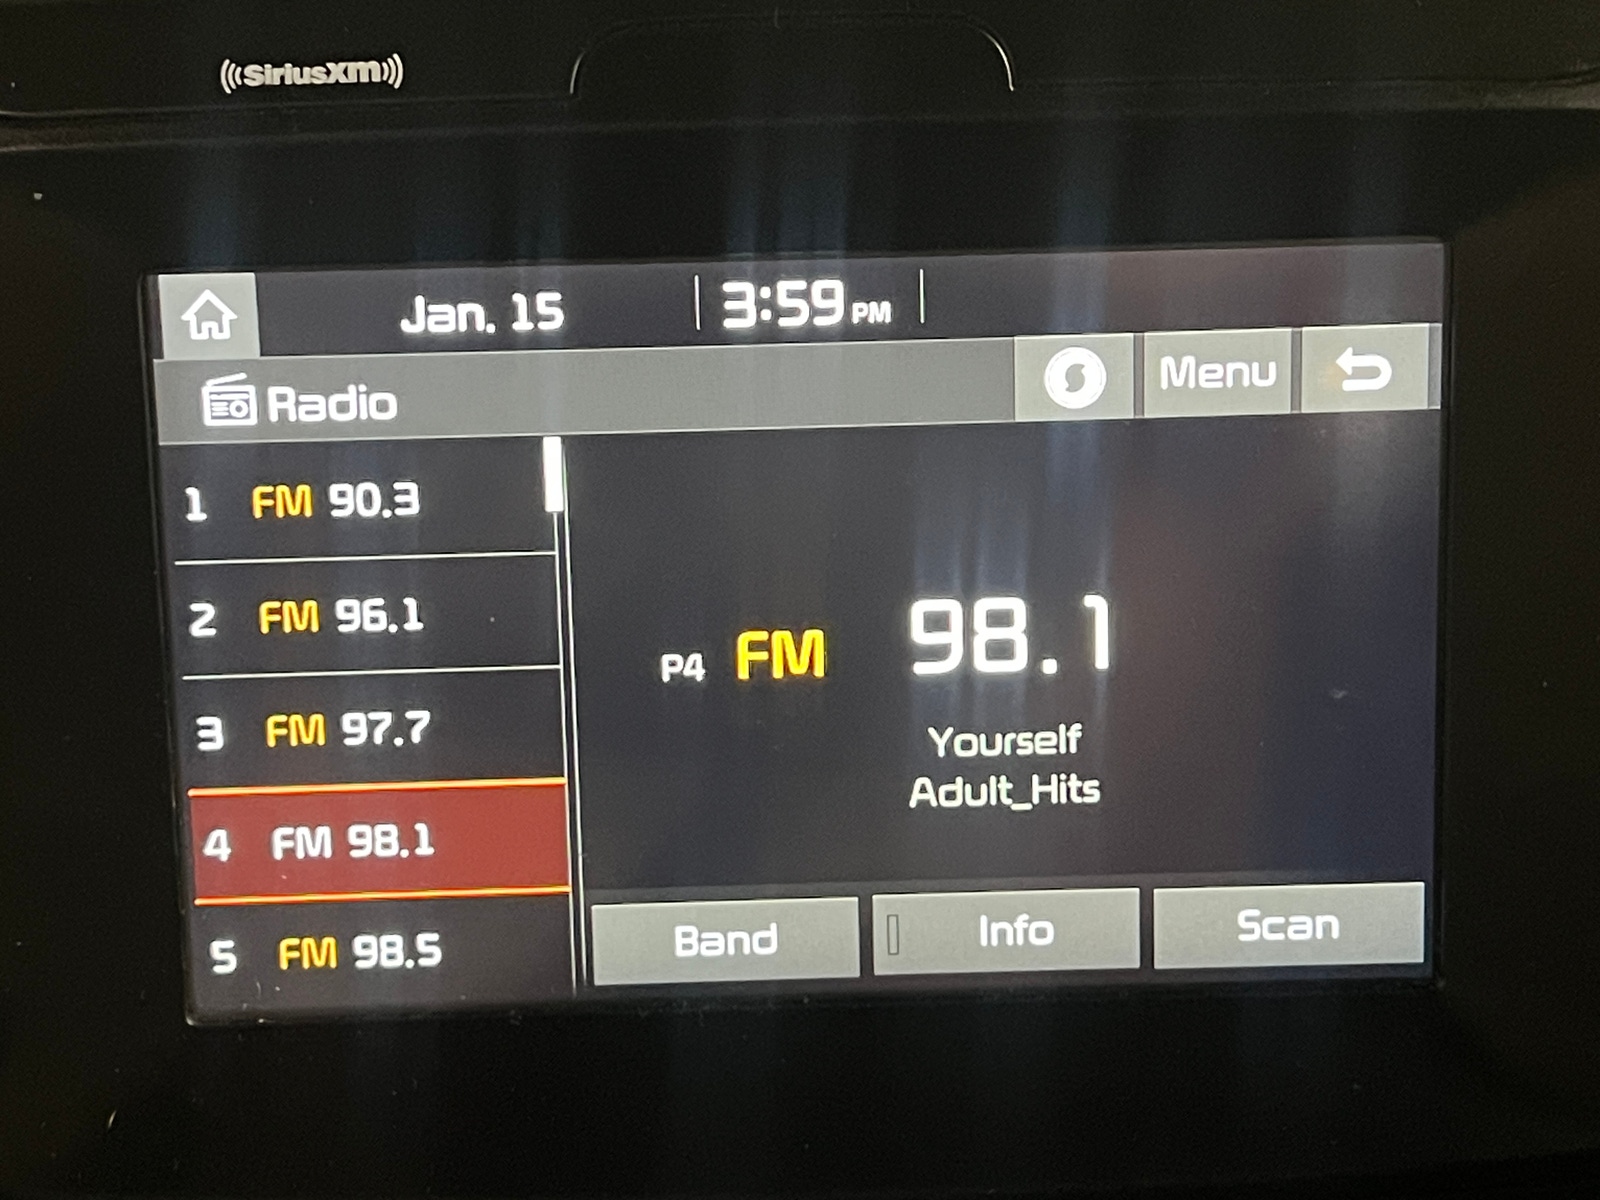 SiriusXM
Jan. 15
3:59 PM
Radio
Menu
1 FM 90.3
2 FM 96.1
3 FM 97.7
4 FM 98.1
5 FM 98.5
P4 FM 98.1
Yourself
Adult_Hits
Band
Info
Scan